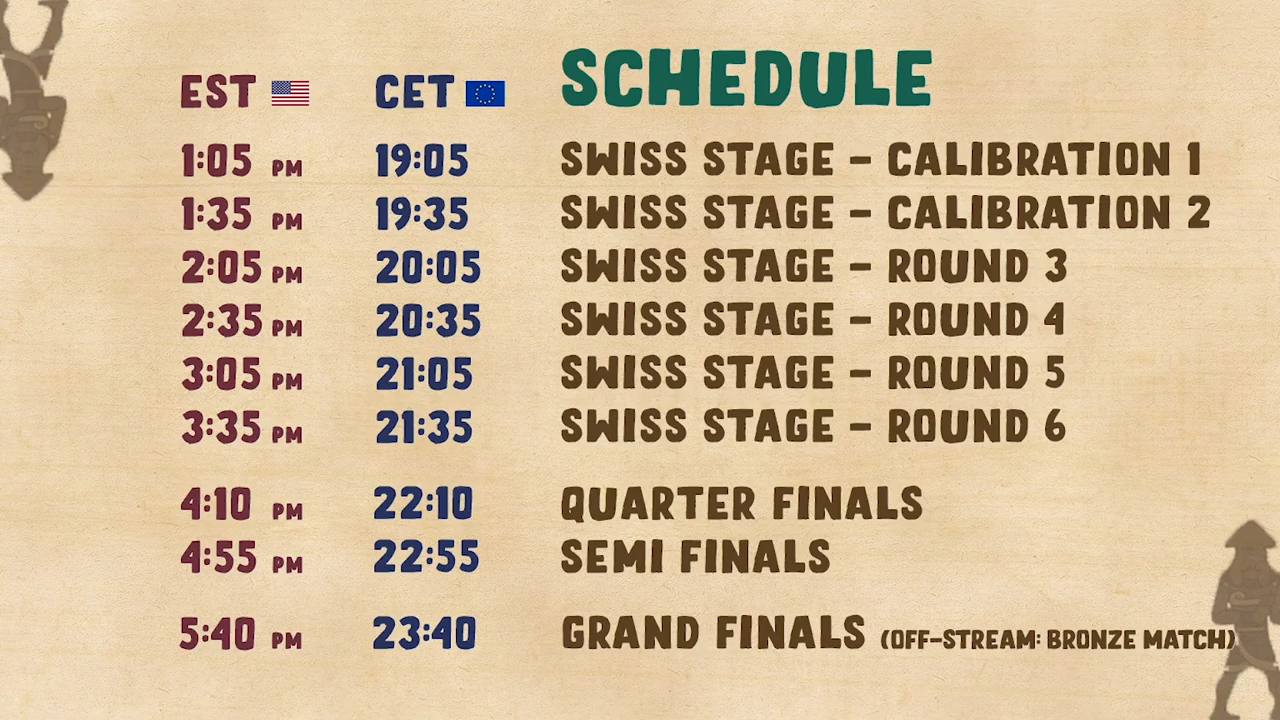 EST CET SCHEDULE
1:05 PM 19:05 SWISS STAGE - CALIBRATION 1
1:35 PM 19:35 SWISS STAGE - CALIBRATION 2
2:05 PM 20:05 SWISS STAGE - ROUND 3
2:35 PM 20:35 SWISS STAGE - ROUND 4
3:05 PM 21:05 SWISS STAGE - ROUND 5
3:35 PM 21:35 SWISS STAGE - ROUND 6
4:10 PM 22:10 QUARTER FINALS
4:55 PM 22:55 SEMI FINALS
5:40 PM 23:40 GRAND FINALS (OFF-STREAM: BRONZE MATCH)